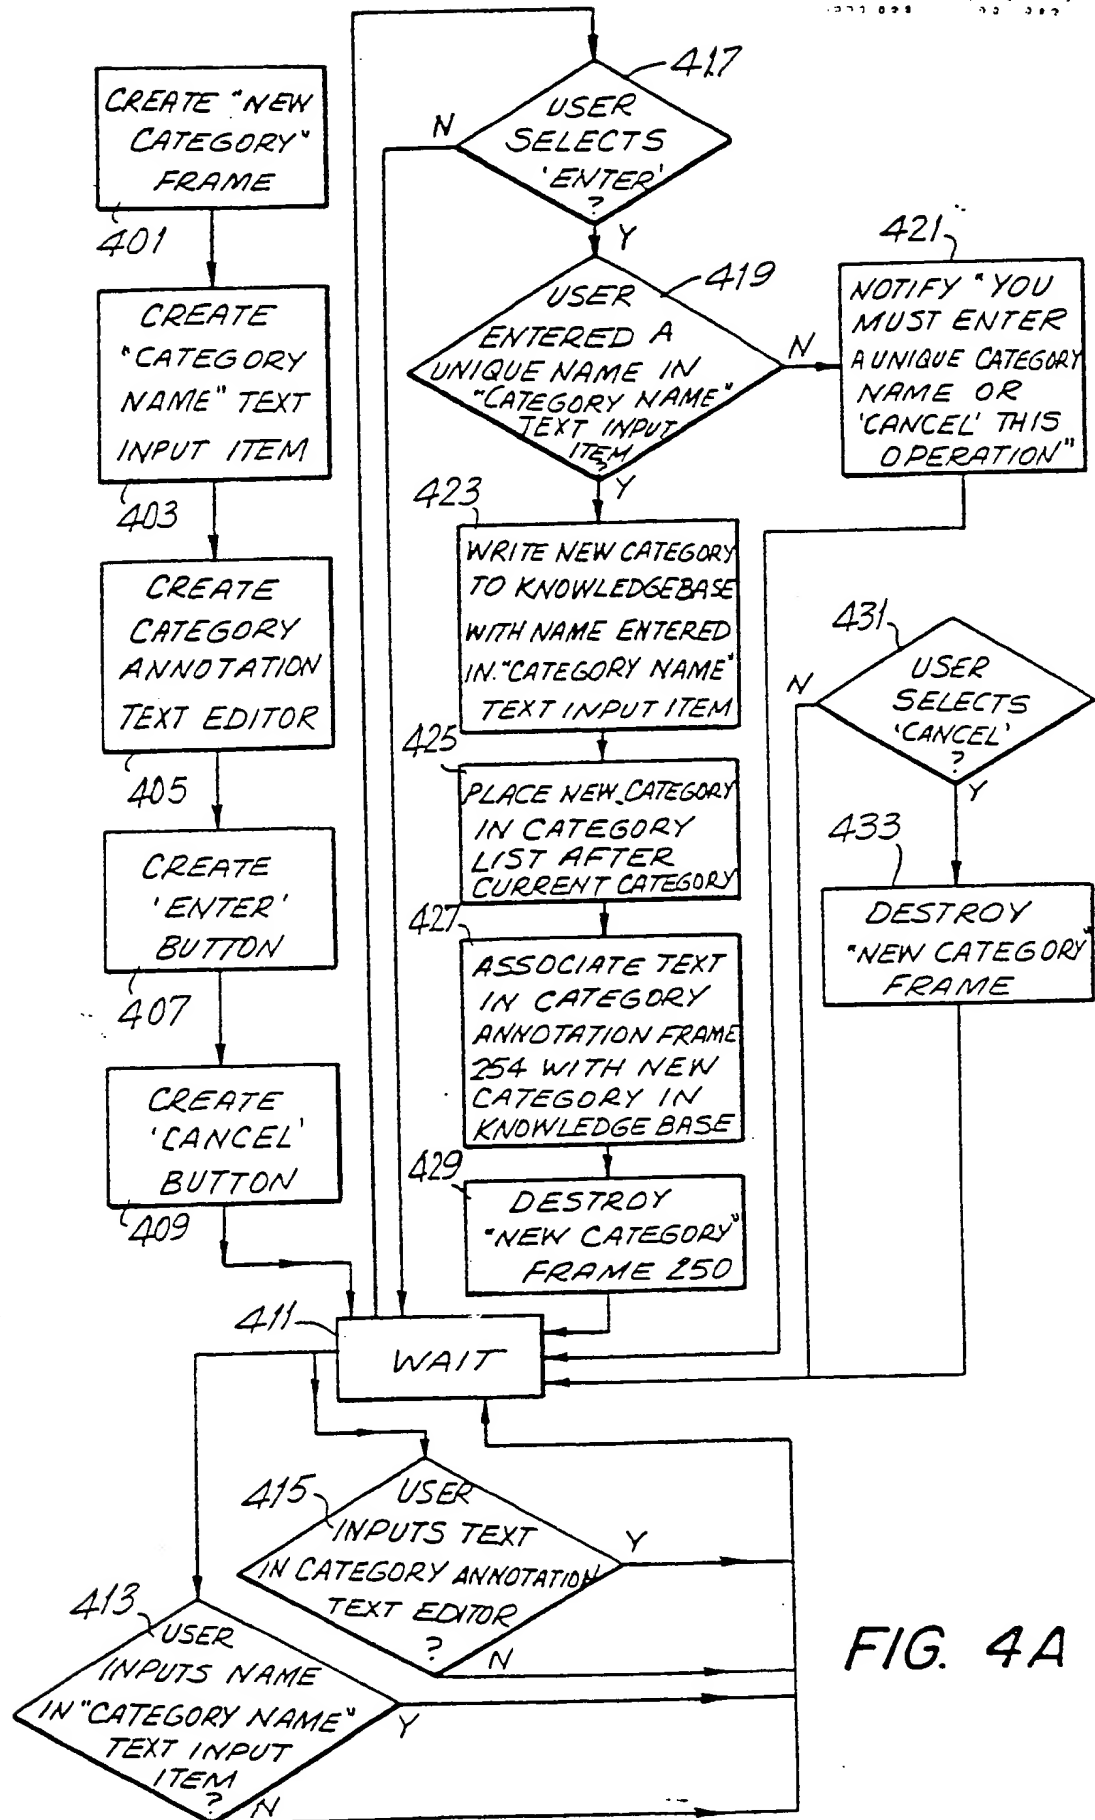 CREATE "NEW
CATEGORY"
FRAME
401
CREATE
"CATEGORY
NAME" TEXT
INPUT ITEM
403
CREATE
CATEGORY
ANNOTATION
TEXT EDITOR
405
CREATE
'ENTER'
BUTTON
407
CREATE
'CANCEL'
BUTTON
409
411
WAIT
417
USER
SELECTS
'ENTER'
?
N
Y
419
USER
ENTERED A
UNIQUE NAME IN
"CATEGORY NAME"
TEXT INPUT
ITEM
?
N
Y
421
NOTIFY "YOU
MUST ENTER
A UNIQUE CATEGORY
NAME OR
'CANCEL' THIS
OPERATION"
423
WRITE NEW CATEGORY
TO KNOWLEDGEBASE
WITH NAME ENTERED
IN "CATEGORY NAME"
TEXT INPUT ITEM
425
PLACE NEW CATEGORY
IN CATEGORY
LIST AFTER
CURRENT CATEGORY
427
ASSOCIATE TEXT
IN CATEGORY
ANNOTATION FRAME
254 WITH NEW
CATEGORY IN
KNOWLEDGE BASE
429
DESTROY
"NEW CATEGORY"
FRAME 250
431
USER
SELECTS
'CANCEL'
?
N
Y
433
DESTROY
"NEW CATEGORY"
FRAME
415
USER
INPUTS TEXT
IN CATEGORY ANNOTATION
TEXT EDITOR
?
Y
N
413
USER
INPUTS NAME
IN "CATEGORY NAME"
TEXT INPUT
ITEM
?
Y
N
FIG. 4A